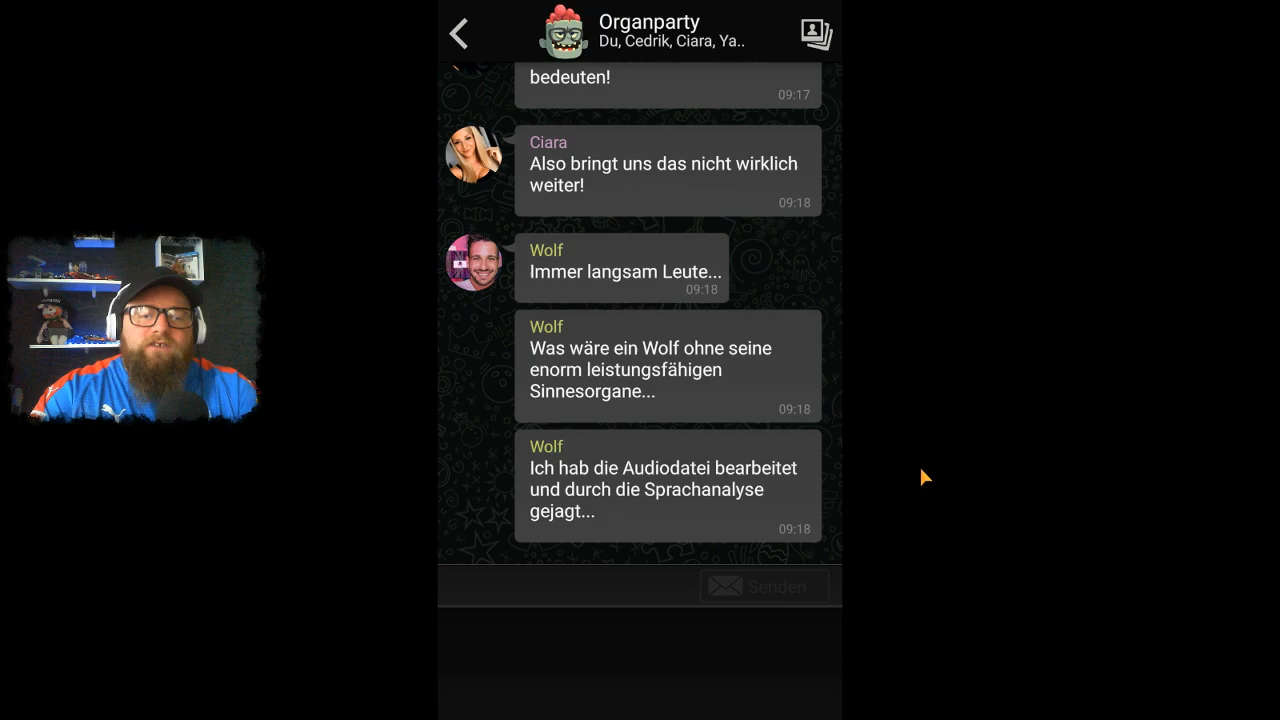 Organparty
Du, Cedrik, Ciara, Ya..
bedeuten!
09:17
Ciara
Also bringt uns das nicht wirklich
weiter!
09:18
Wolf
Immer langsam Leute...
09:18
Wolf
Was wäre ein Wolf ohne seine
enorm leistungsfähigen
Sinnesorgane...
09:18
Wolf
Ich hab die Audiodatei bearbeitet
und durch die Sprachanalyse
gejagt...
09:18
Senden